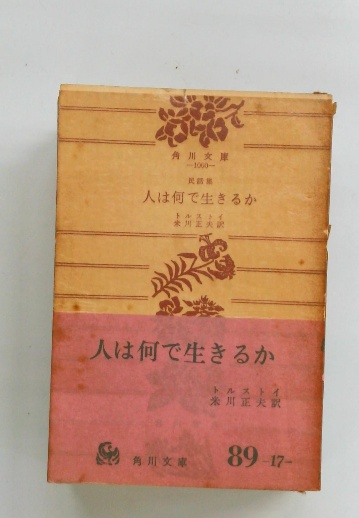 角川文庫
—1060—
民話集
人は何で生きるか
トルストイ
米川正夫訳
人は何で生きるか
トルストイ
米川正夫訳
角川文庫
89-17-